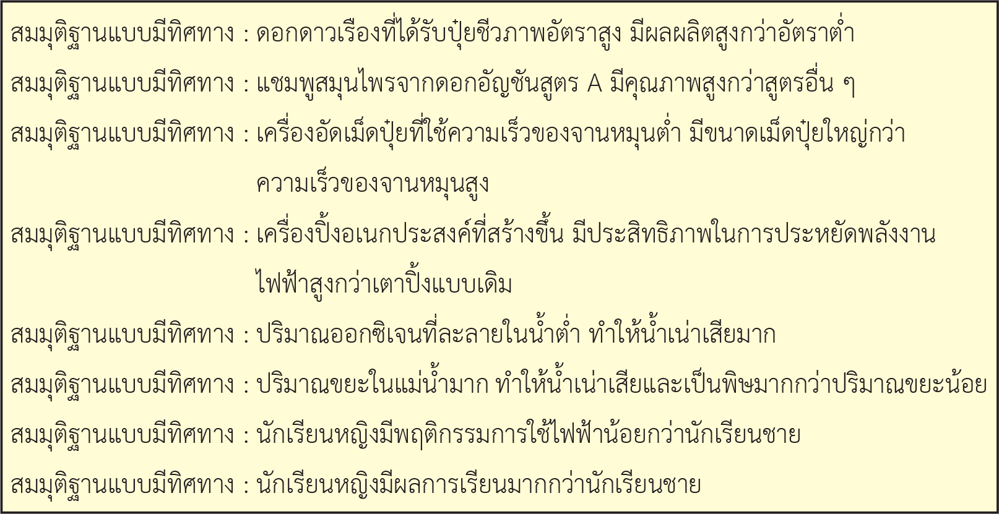 สมมุติฐานแบบมีทิศทาง : ดอกดาวเรืองที่ได้รับปุ๋ยชีวภาพอัตราสูง มีผลผลิตสูงกว่าอัตราต่ำ
สมมุติฐานแบบมีทิศทาง : แชมพูสมุนไพรจากดอกอัญชันสูตร A มีคุณภาพสูงกว่าสูตรอื่น ๆ
สมมุติฐานแบบมีทิศทาง : เครื่องอัดเม็ดปุ๋ยที่ใช้ความเร็วของจานหมุนต่ำ มีขนาดเม็ดปุ๋ยใหญ่กว่า
ความเร็วของจานหมุนสูง
สมมุติฐานแบบมีทิศทาง : เครื่องปิ้งอเนกประสงค์ที่สร้างขึ้น มีประสิทธิภาพในการประหยัดพลังงาน
ไฟฟ้าสูงกว่าเตาปิ้งแบบเดิม
สมมุติฐานแบบมีทิศทาง : ปริมาณออกซิเจนที่ละลายในน้ำต่ำ ทำให้น้ำเน่าเสียมาก
สมมุติฐานแบบมีทิศทาง : ปริมาณขยะในแม่น้ำมาก ทำให้น้ำเน่าเสียและเป็นพิษมากกว่าปริมาณขยะน้อย
สมมุติฐานแบบมีทิศทาง : นักเรียนหญิงมีพฤติกรรมการใช้ไฟฟ้าน้อยกว่านักเรียนชาย
สมมุติฐานแบบมีทิศทาง : นักเรียนหญิงมีผลการเรียนมากกว่านักเรียนชาย